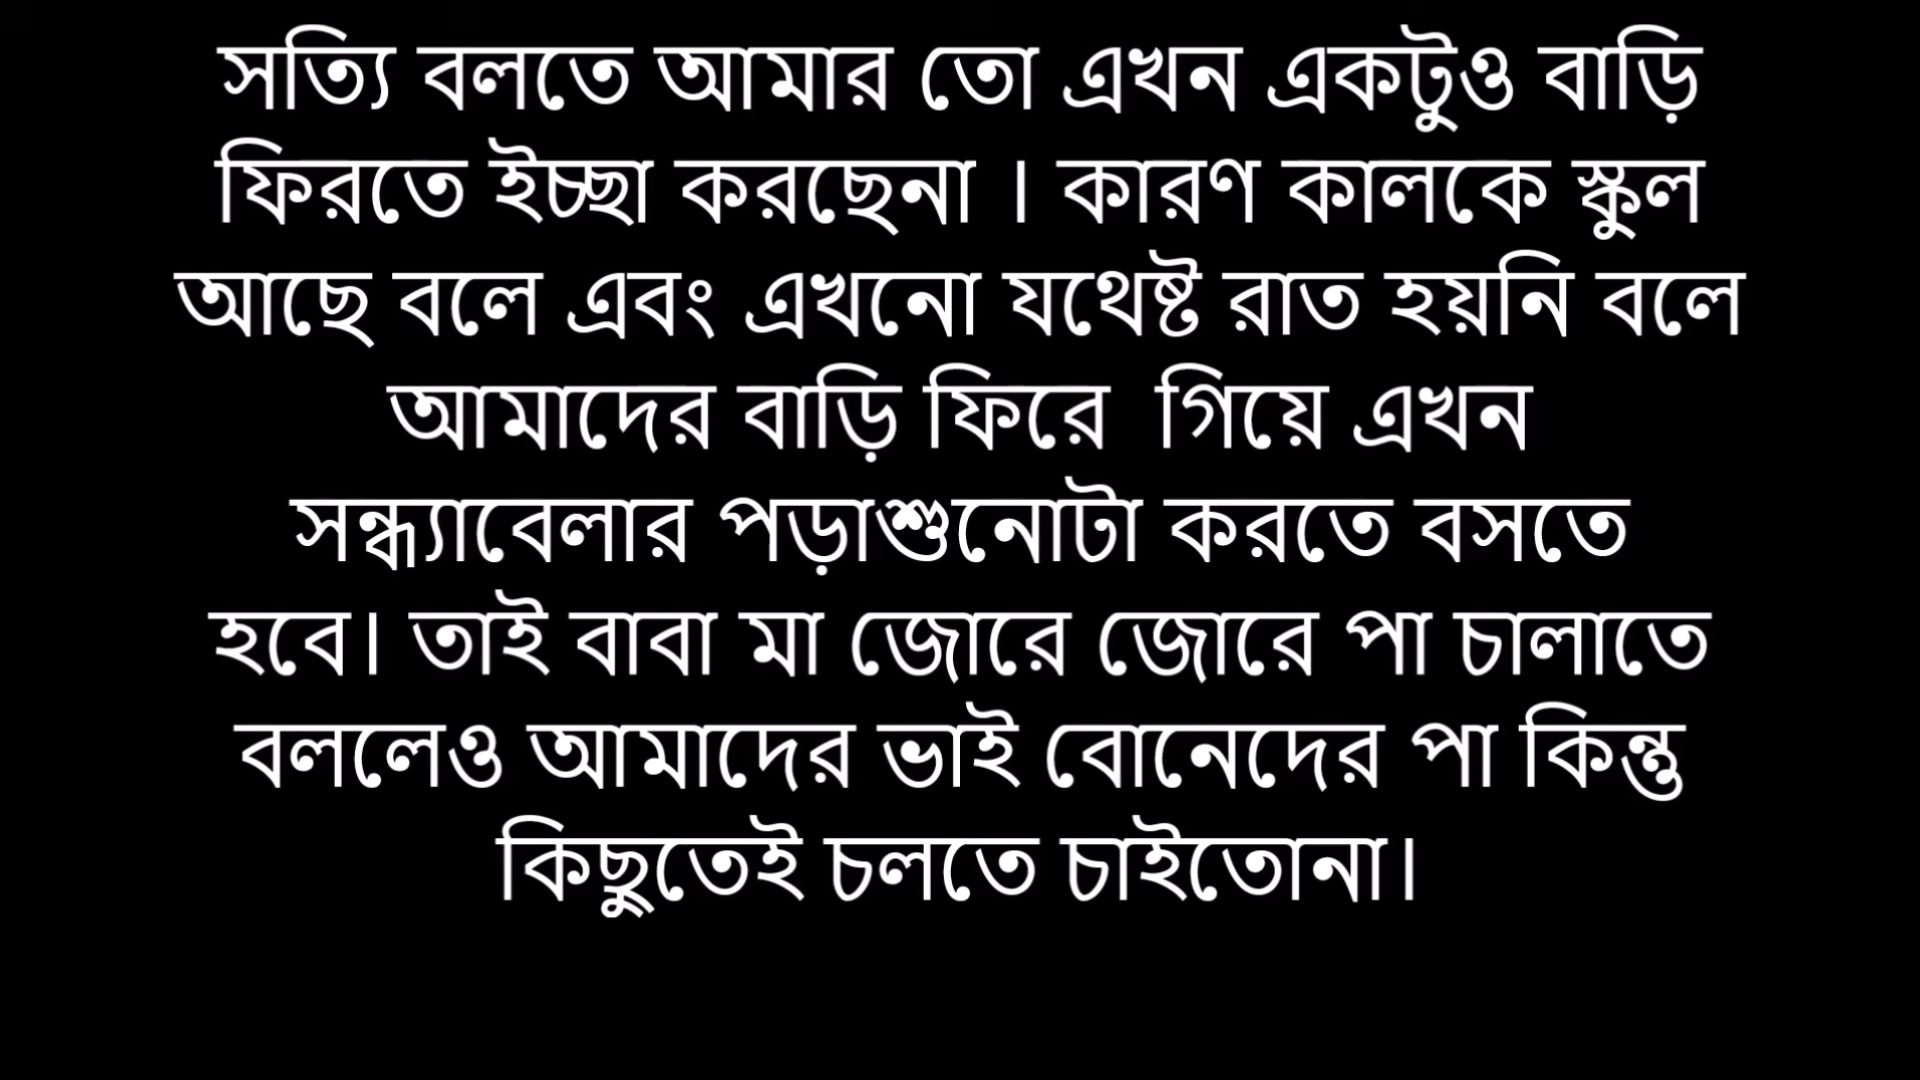 সত্যি বলতে আমার তো এখন একটুও বাড়ি
ফিরতে ইচ্ছা করছেনা । কারণ কালকে স্কুল
আছে বলে এবং এখনো যথেষ্ট রাত হয়নি বলে
আমাদের বাড়ি ফিরে  গিয়ে এখন
সন্ধ্যাবেলার পড়াশুনোটা করতে বসতে
হবে। তাই বাবা মা জোরে জোরে পা চালাতে
বললেও আমাদের ভাই বোনেদের পা কিন্তু
কিছুতেই চলতে চাইতোনা।